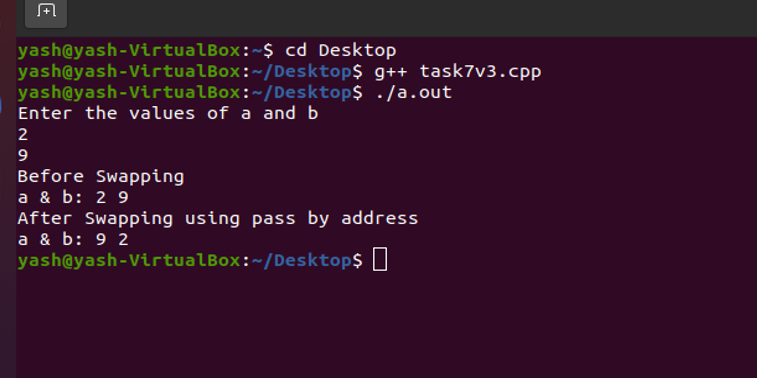 yash@yash-VirtualBox:~$ cd Desktop
yash@yash-VirtualBox:~/Desktop$ g++ task7v3.cpp
yash@yash-VirtualBox:~/Desktop$ ./a.out
Enter the values of a and b
2
9
Before Swapping
a & b: 2 9
After Swapping using pass by address
a & b: 9 2
yash@yash-VirtualBox:~/Desktop$